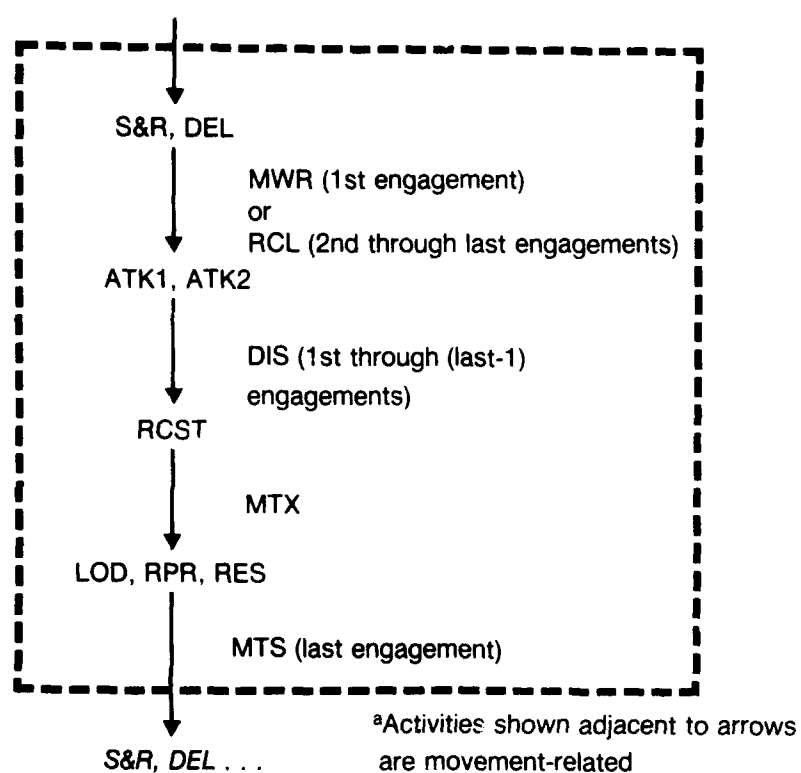 S&R, DEL
MWR (1st engagement)
or
RCL (2nd through last engagements)
ATK1, ATK2
DIS (1st through (last-1)
engagements)
RCST
MTX
LOD, RPR, RES
MTS (last engagement)
S&R, DEL . . .
ᵃActivities shown adjacent to arrows
are movement-related